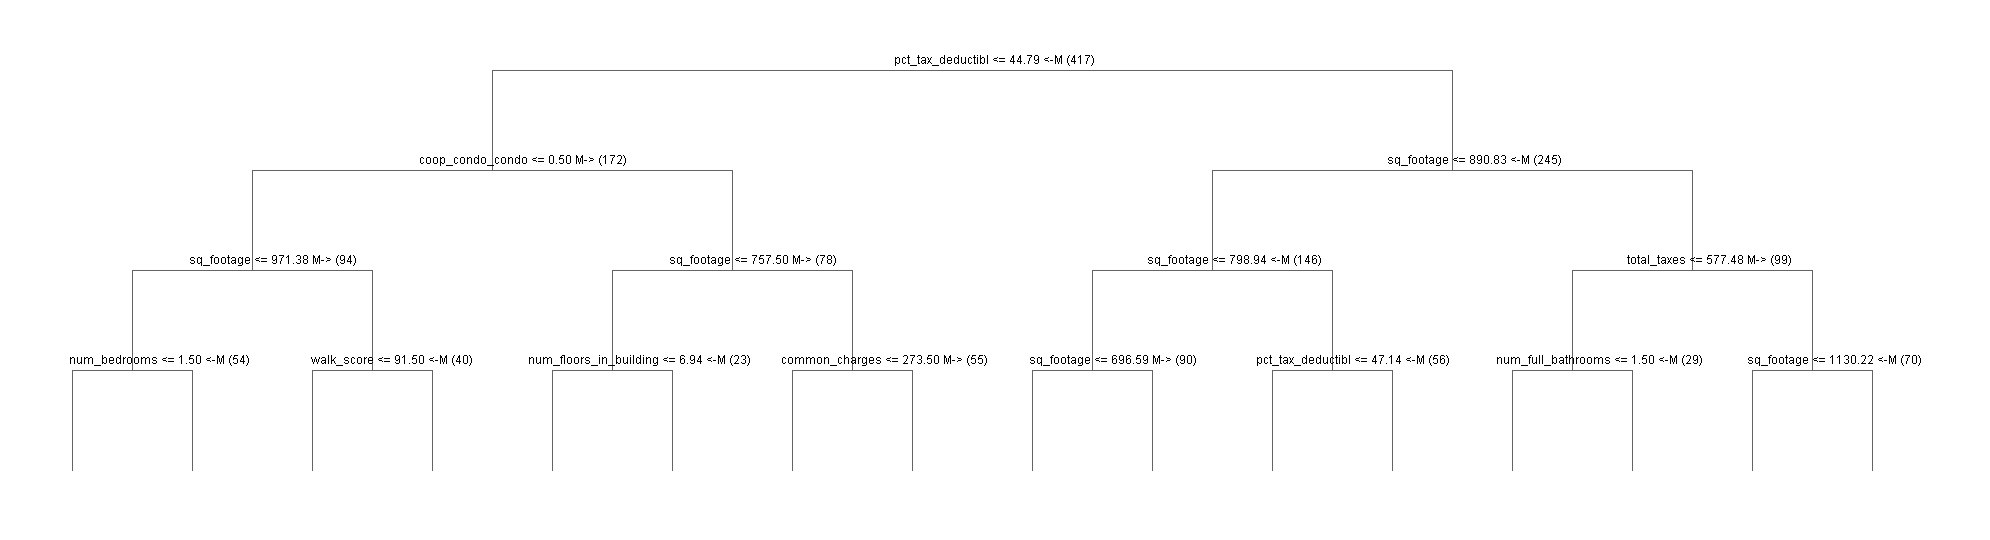 pct_tax_deductibl <= 44.79 <-M (417)
coop_condo_condo <= 0.50 M-> (172)
sq_footage <= 890.83 <-M (245)
sq_footage <= 971.38 M-> (94)
sq_footage <= 757.50 M-> (78)
sq_footage <= 798.94 <-M (146)
total_taxes <= 577.48 M-> (99)
num_bedrooms <= 1.50 <-M (54)
walk_score <= 91.50 <-M (40)
num_floors_in_building <= 6.94 <-M (23)
common_charges <= 273.50 M-> (55)
sq_footage <= 696.59 M-> (90)
pct_tax_deductibl <= 47.14 <-M (56)
num_full_bathrooms <= 1.50 <-M (29)
sq_footage <= 1130.22 <-M (70)